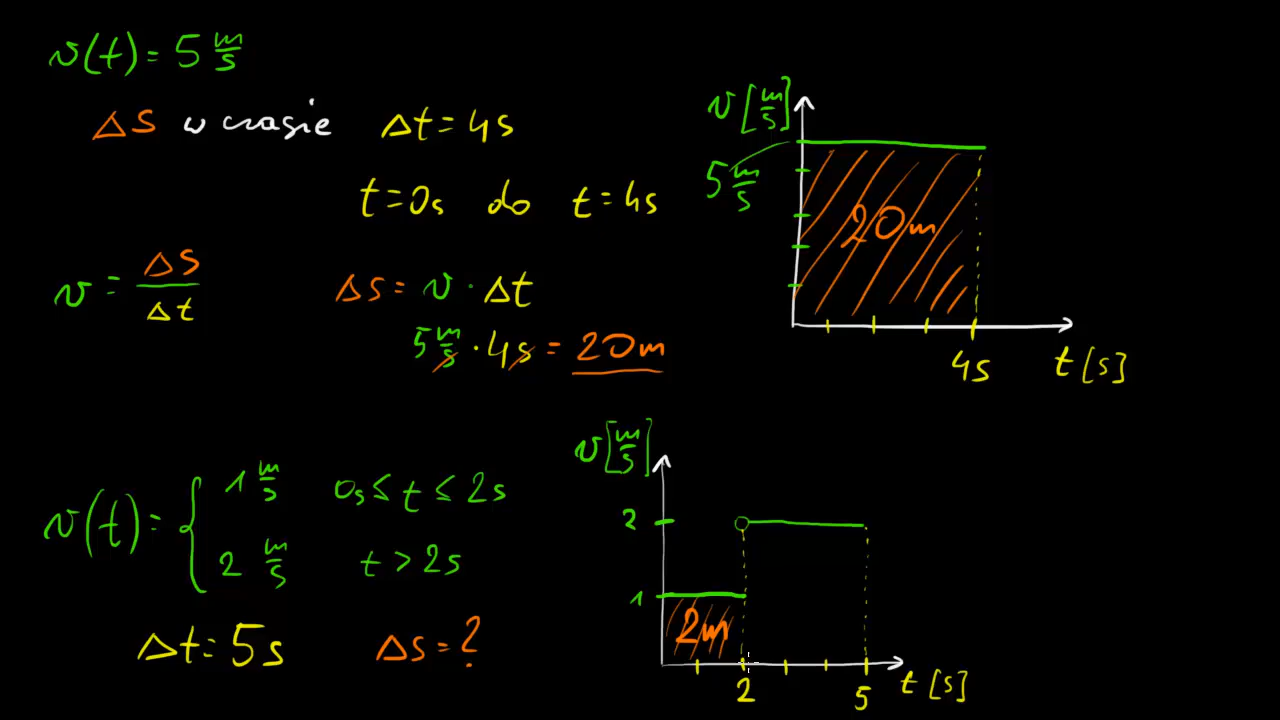 v(t) = 5 m/s
Δs w czasie Δt = 4s
t = 0s do t = 4s
v = Δs/Δt
Δs = v · Δt
5 m/s · 4s = 20m
v [m/s]
5 m/s
20m
4s
t [s]
v(t) = { 1 m/s 0s ≤ t ≤ 2s
2 m/s t > 2s
Δt = 5s Δs = ?
v [m/s]
2
1
2m
2
5
t [s]